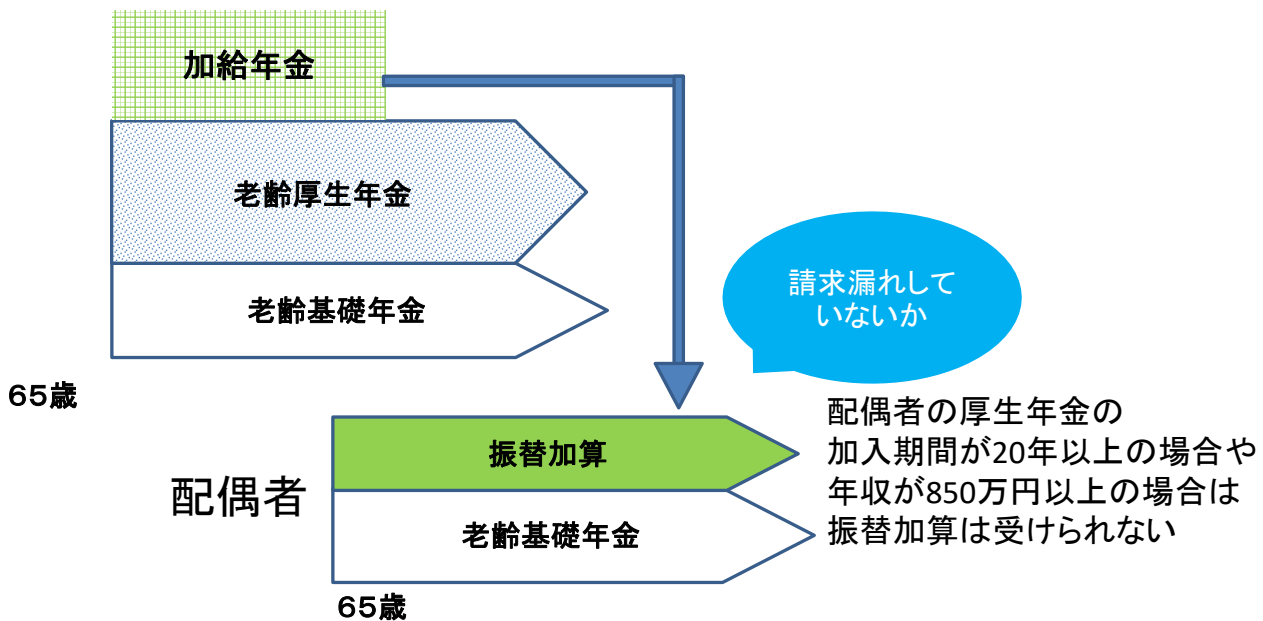 加給年金
老齢厚生年金
老齢基礎年金
65歳
請求漏れして
いないか
振替加算
配偶者
老齢基礎年金
65歳
配偶者の厚生年金の
加入期間が20年以上の場合や
年収が850万円以上の場合は
振替加算は受けられない